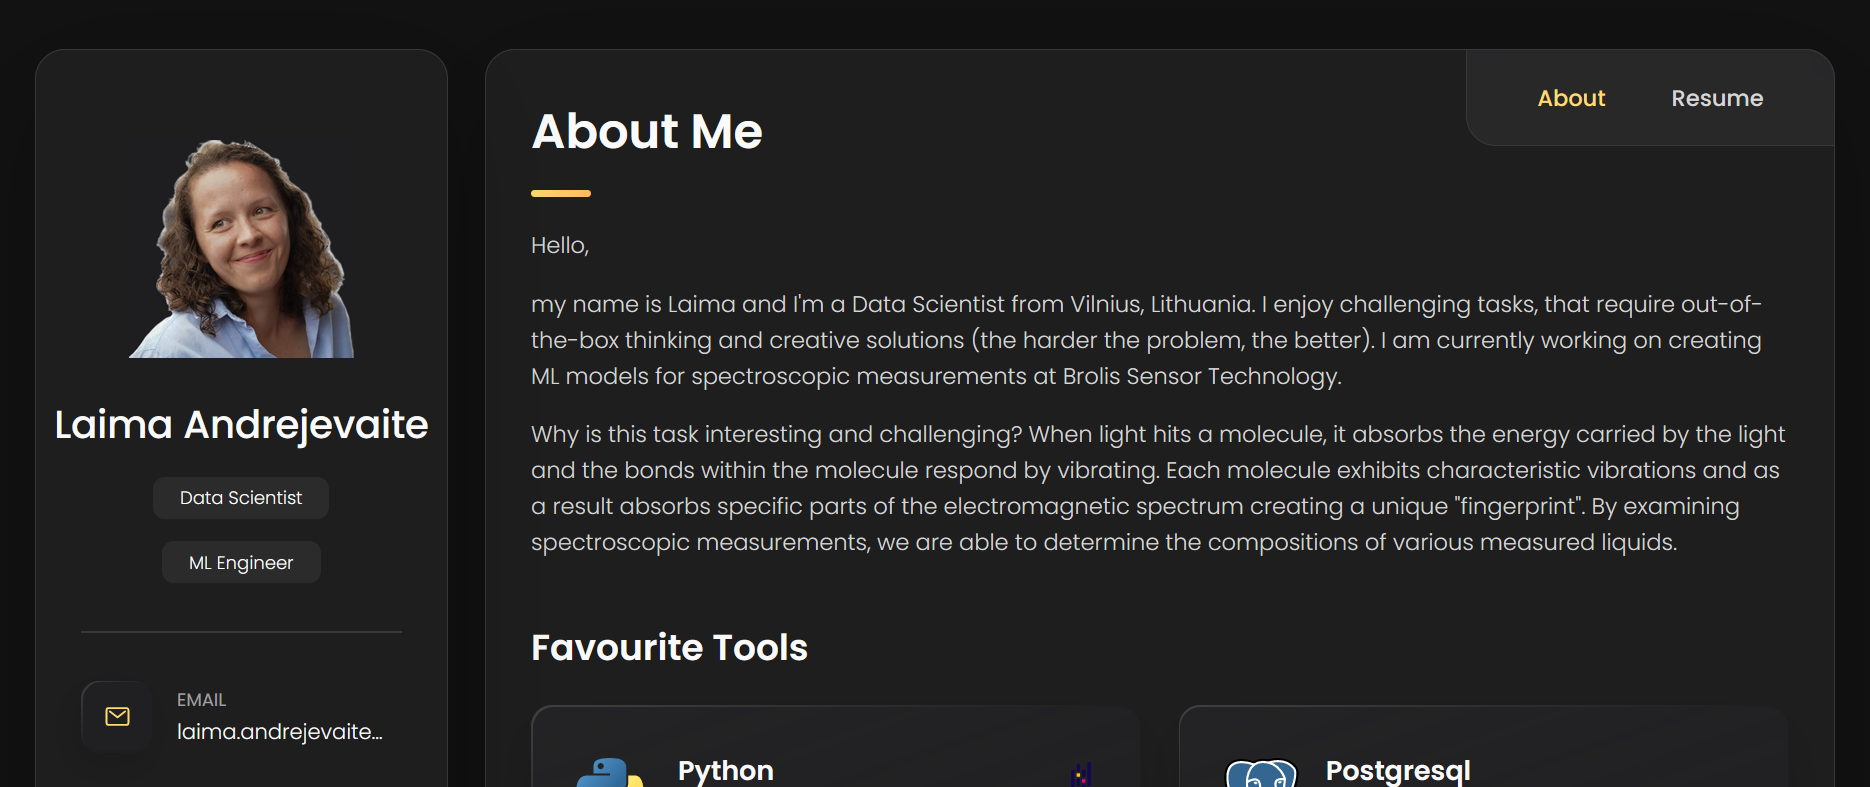 Laima Andrejevaite
Data Scientist
ML Engineer
EMAIL
laima.andrejevaite...
About
Resume
About Me
Hello,
my name is Laima and I'm a Data Scientist from Vilnius, Lithuania. I enjoy challenging tasks, that require out-of-
the-box thinking and creative solutions (the harder the problem, the better). I am currently working on creating
ML models for spectroscopic measurements at Brolis Sensor Technology.
Why is this task interesting and challenging? When light hits a molecule, it absorbs the energy carried by the light
and the bonds within the molecule respond by vibrating. Each molecule exhibits characteristic vibrations and as
a result absorbs specific parts of the electromagnetic spectrum creating a unique "fingerprint". By examining
spectroscopic measurements, we are able to determine the compositions of various measured liquids.
Favourite Tools
Python
Postgresql